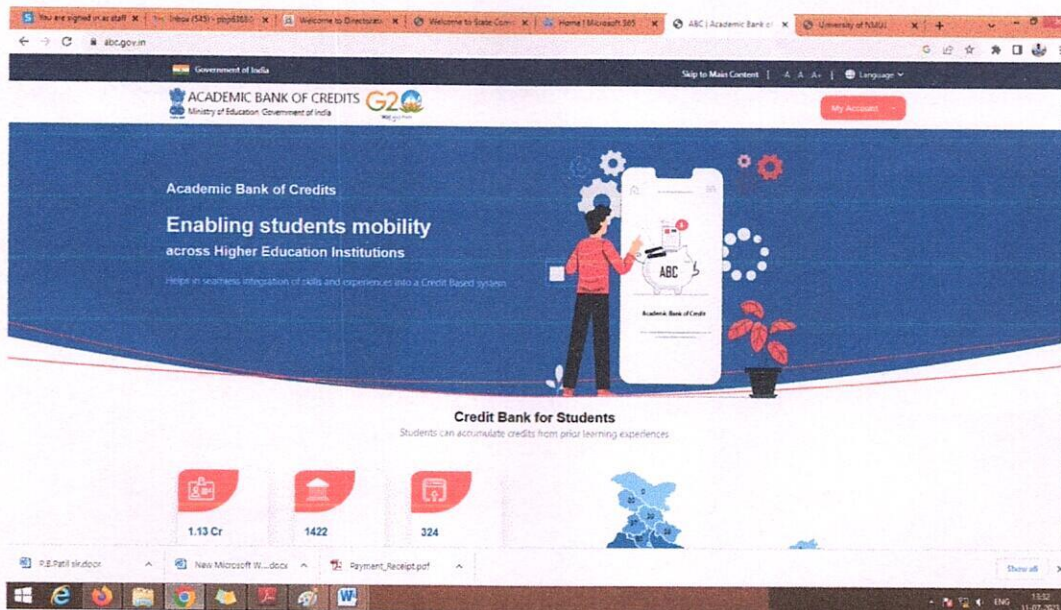 You are signed in as staff
Inbox (545) -
Welcome to Directorate
Welcome to State Comm
Home | Microsoft 365
ABC | Academic Bank of
University of
abc.gov.in
Government of India
Skip to Main Content | -A A A+ | Language
ACADEMIC BANK OF CREDITS G20
Ministry of Education Government of India
My Account
Academic Bank of Credits
Enabling students mobility
across Higher Education Institutions
Helps in seamless integration of skills and experiences into a Credit Based system
ABC
Academic Bank of Credit
Credit Bank for Students
Students can accumulate credits from prior learning experiences
1.13 Cr 1422 324
P.B.Patil sir.docx New Microsoft W....docx Payment_Receipt.pdf Show all
ENG 13:32